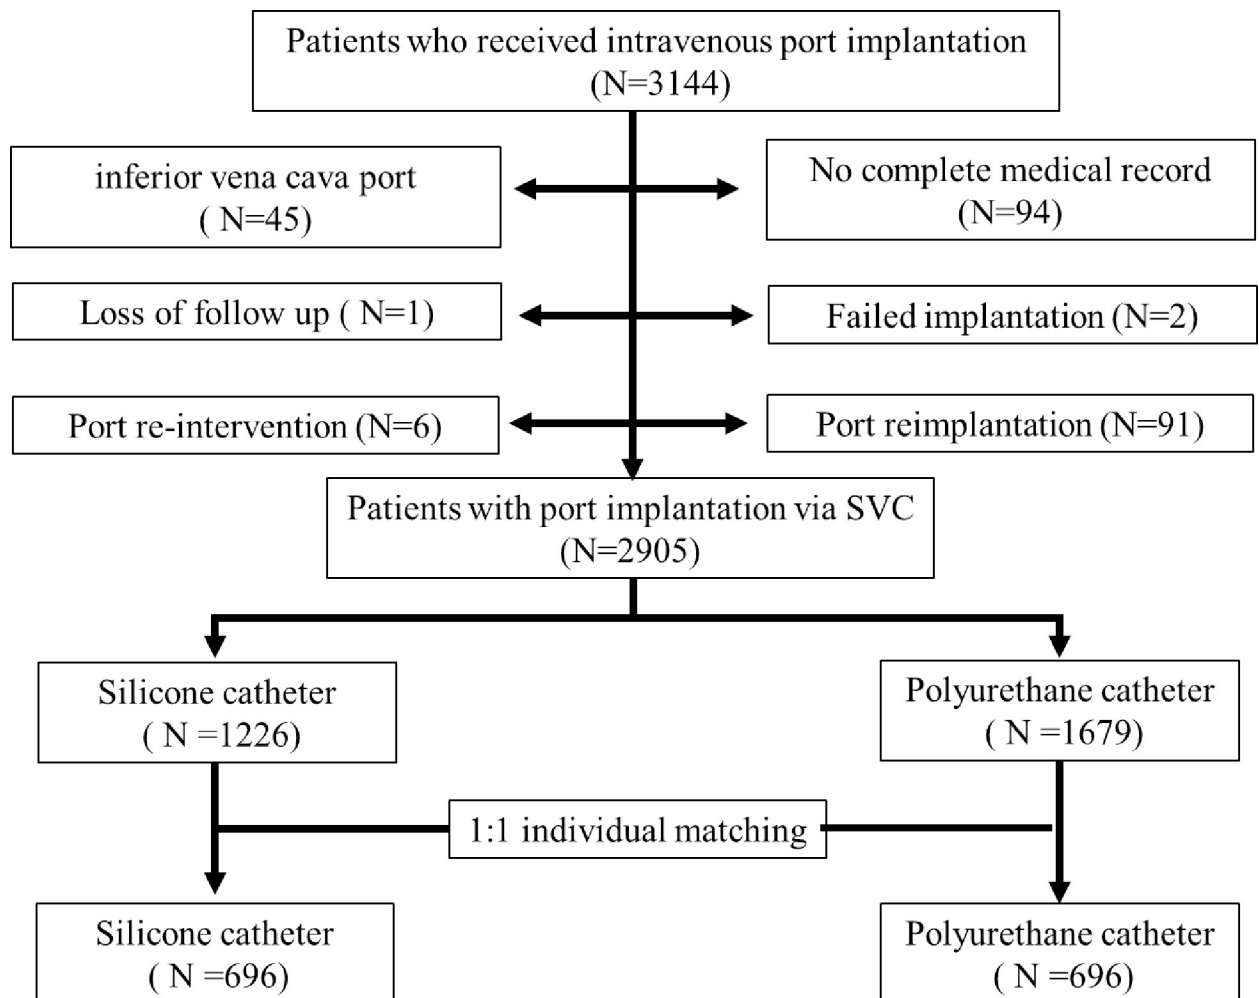 Patients who received intravenous port implantation
(N=3144)
inferior vena cava port
( N=45)
No complete medical record
(N=94)
Loss of follow up ( N=1)
Failed implantation (N=2)
Port re-intervention (N=6)
Port reimplantation (N=91)
Patients with port implantation via SVC
(N=2905)
Silicone catheter
( N =1226)
Polyurethane catheter
( N =1679)
1:1 individual matching
Silicone catheter
( N =696)
Polyurethane catheter
( N =696)